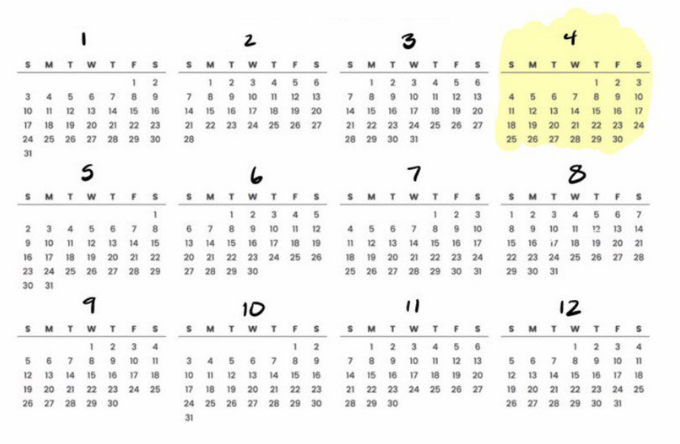 1
S M T W T F S
1 2
3 4 5 6 7 8 9
10 11 12 13 14 15 16
17 18 19 20 21 22 23
24 25 26 27 28 29 30
31
2
S M T W T F S
1 2 3 4 5 6
7 8 9 10 11 12 13
14 15 16 17 18 19 20
21 22 23 24 25 26 27
28
3
S M T W T F S
1 2 3 4 5 6
7 8 9 10 11 12 13
14 15 16 17 18 19 20
21 22 23 24 25 26 27
28 29 30 31
4
S M T W T F S
1 2 3
4 5 6 7 8 9 10
11 12 13 14 15 16 17
18 19 20 21 22 23 24
25 26 27 28 29 30
5
S M T W T F S
1
2 3 4 5 6 7 8
9 10 11 12 13 14 15
16 17 18 19 20 21 22
23 24 25 26 27 28 29
30 31
6
S M T W T F S
1 2 3 4 5
6 7 8 9 10 11 12
13 14 15 16 17 18 19
20 21 22 23 24 25 26
27 28 29 30
7
S M T W T F S
1 2 3
4 5 6 7 8 9 10
11 12 13 14 15 16 17
18 19 20 21 22 23 24
25 26 27 28 29 30 31
8
S M T W T F S
1 2 3 4 5 6 7
8 9 10 11 12 13 14
15 16 17 18 19 20 21
22 23 24 25 26 27 28
29 30 31
9
S M T W T F S
1 2 3 4
5 6 7 8 9 10 11
12 13 14 15 16 17 18
19 20 21 22 23 24 25
26 27 28 29 30
10
S M T W T F S
1 2
3 4 5 6 7 8 9
10 11 12 13 14 15 16
17 18 19 20 21 22 23
24 25 26 27 28 29 30
31
11
S M T W T F S
1 2 3 4 5 6
7 8 9 10 11 12 13
14 15 16 17 18 19 20
21 22 23 24 25 26 27
28 29 30
12
S M T W T F S
1 2 3 4
5 6 7 8 9 10 11
12 13 14 15 16 17 18
19 20 21 22 23 24 25
26 27 28 29 30 31